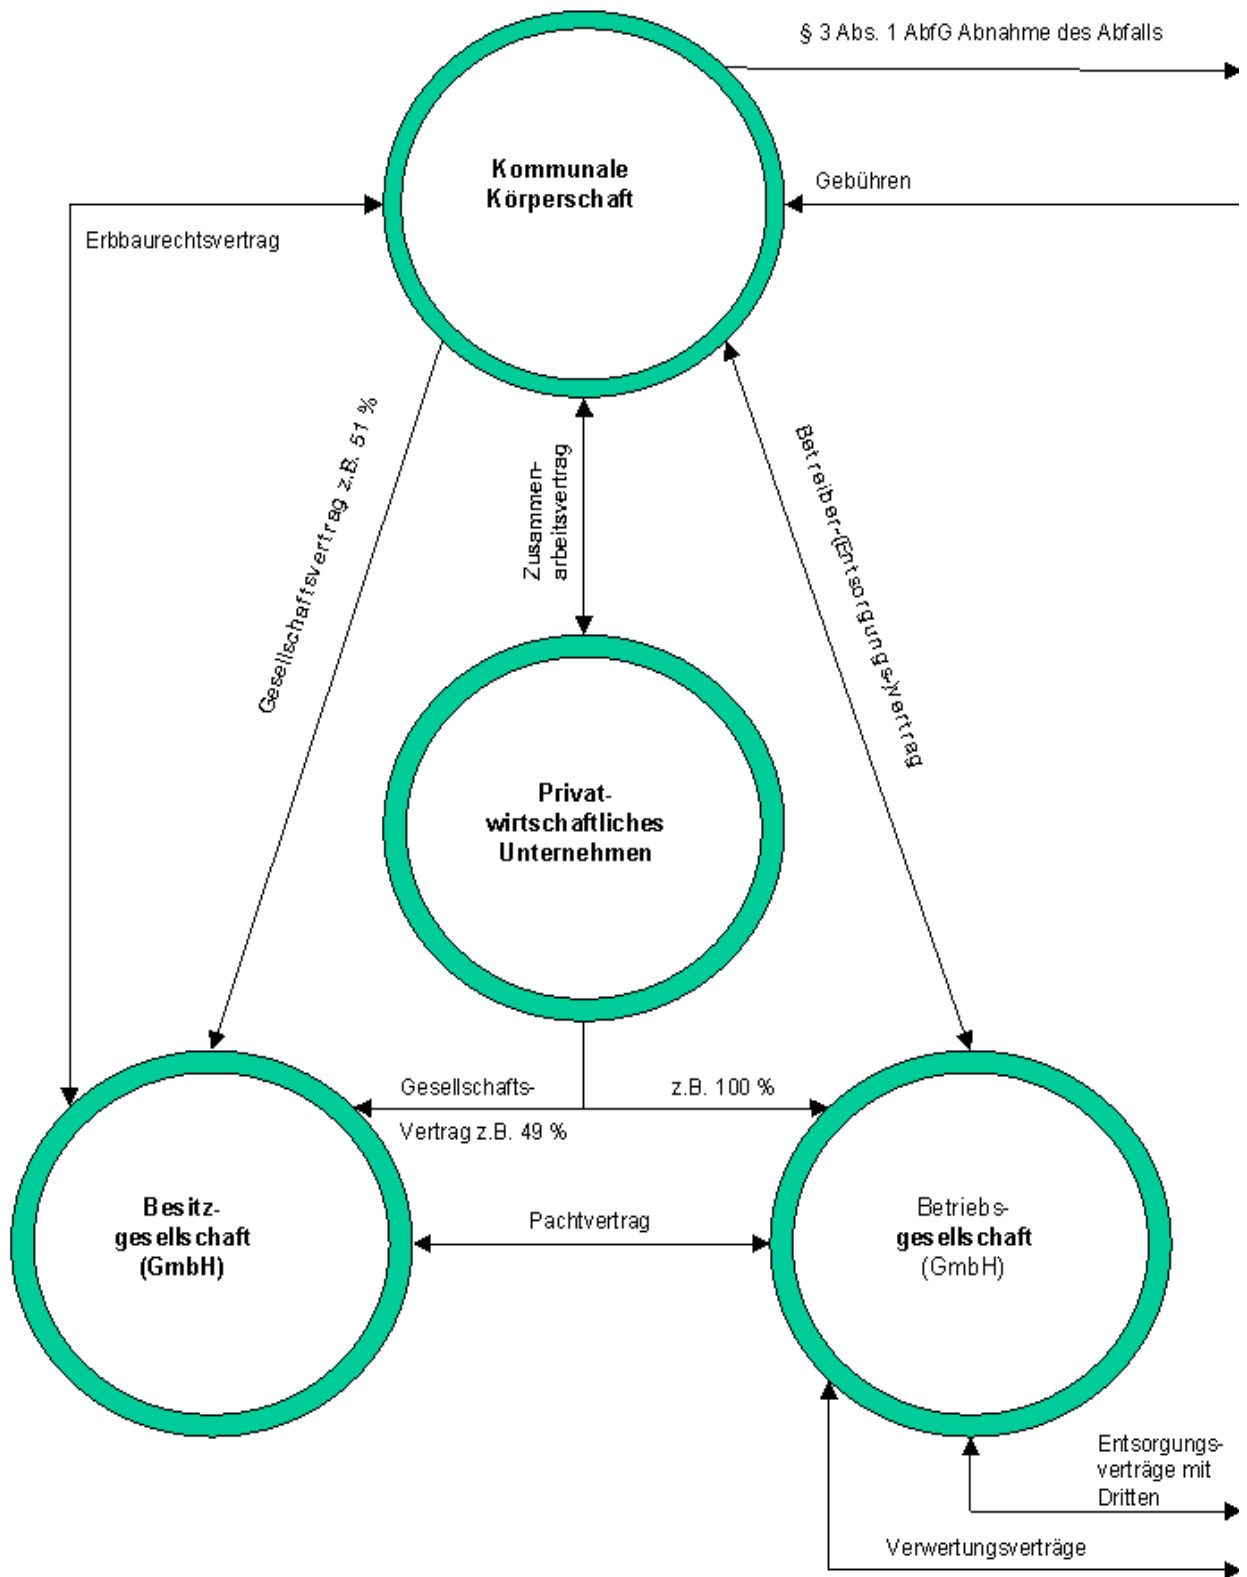 § 3 Abs. 1 AbfG Abnahme des Abfalls
Kommunale
Körperschaft
Gebühren
Erbbaurechtsvertrag
Gesellschaftsvertrag z.B. 51 %
Zusammen-
arbeitsvertrag
Betreiber-(Entsorgungs-)Vertrag
Privat-
wirtschaftliches
Unternehmen
Gesellschafts-
Vertrag z.B. 49 %
z.B. 100 %
Besitz-
gesellschaft
(GmbH)
Pachtvertrag
Betriebs-
gesellschaft
(GmbH)
Entsorgungs-
verträge mit
Dritten
Verwertungsverträge